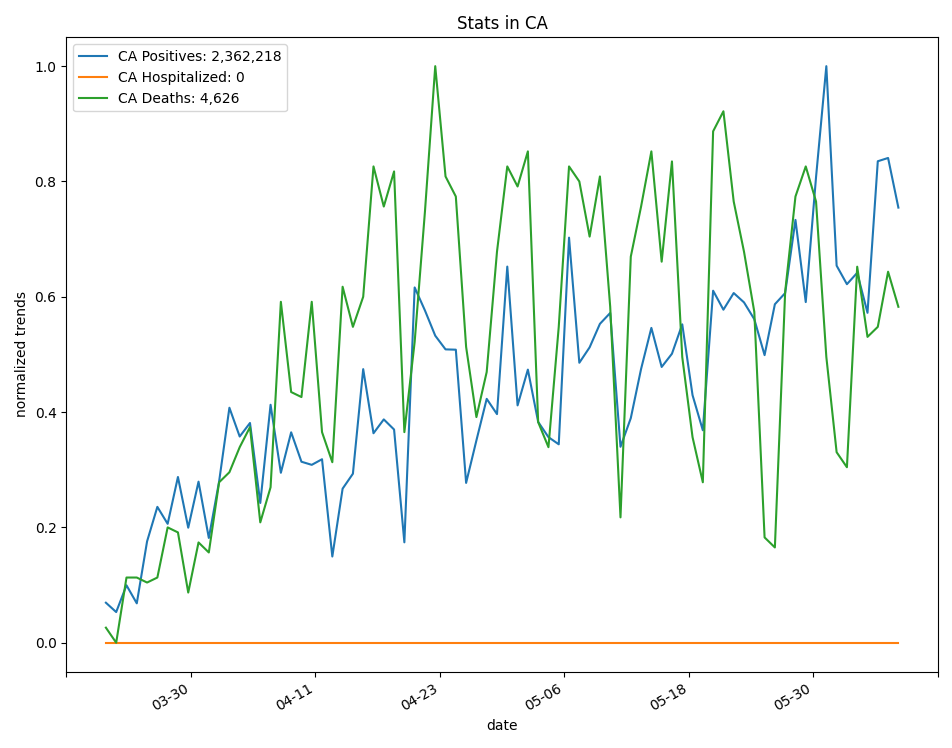 Stats in CA
CA Positives: 2,362,218
CA Hospitalized: 0
CA Deaths: 4,626
1.0
0.8
0.6
0.4
0.2
0.0
normalized trends
03-30
04-11
04-23
05-06
05-18
05-30
date